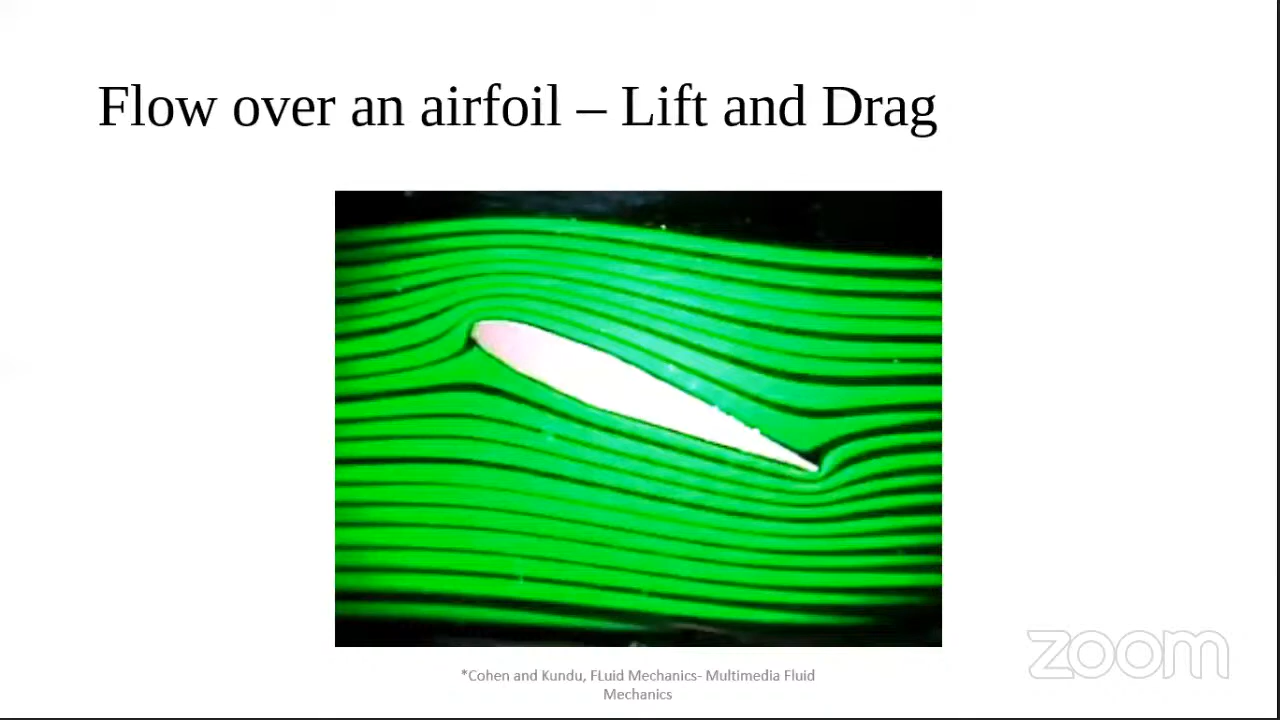 Flow over an airfoil – Lift and Drag
*Cohen and Kundu, FLuid Mechanics- Multimedia Fluid
Mechanics
zoom